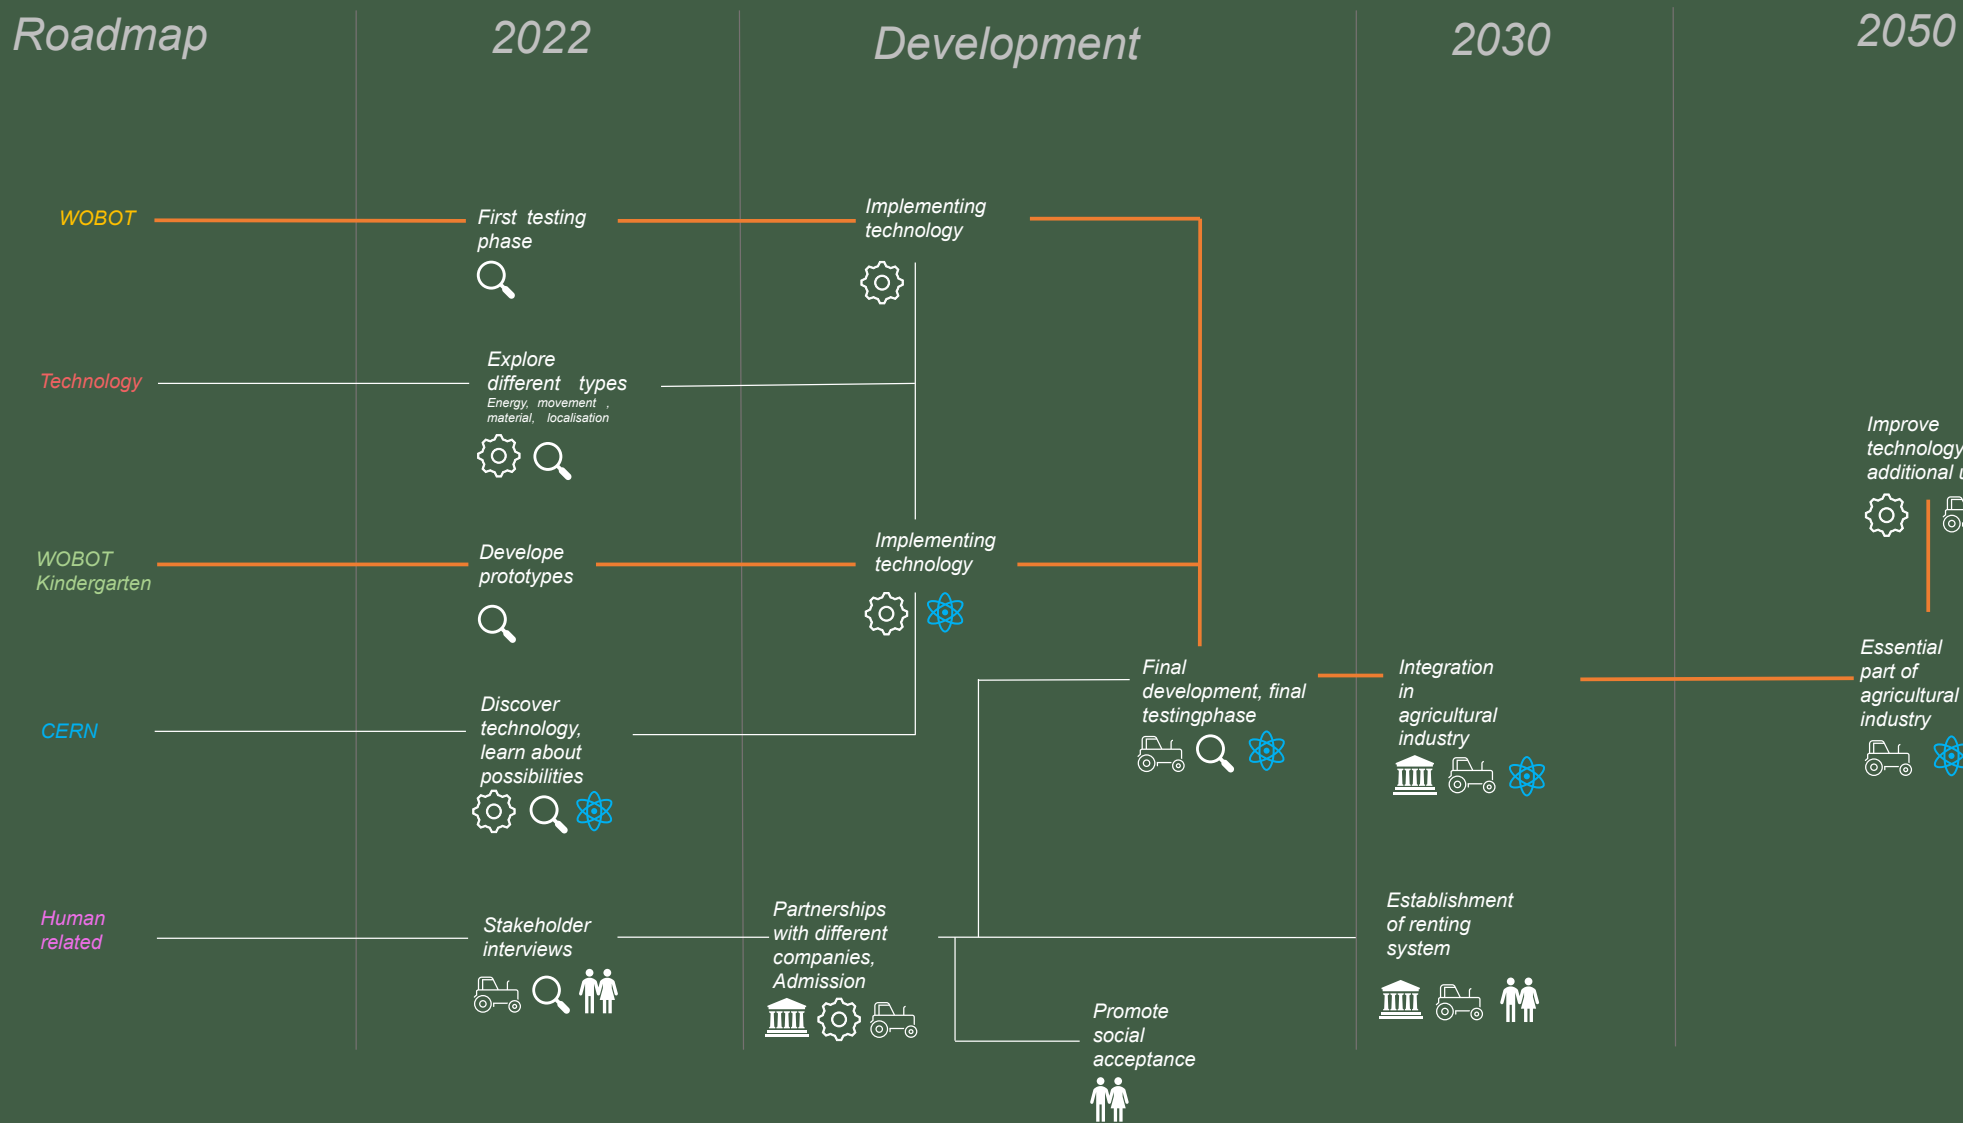 Roadmap
2022
Development
2030
2050
WOBOT
First testing
phase
Implementing
technology
Technology
Explore
different types
Energy, movement ,
material, localisation
Improve
technology
additional
WOBOT
Kindergarten
Develope
prototypes
Implementing
technology
CERN
Discover
technology,
learn about
possibilities
Final
development, final
testingphase
Integration
in
agricultural
industry
Essential
part of
agricultural
industry
Human
related
Stakeholder
interviews
Partnerships
with different
companies,
Admission
Promote
social
acceptance
Establishment
of renting
system